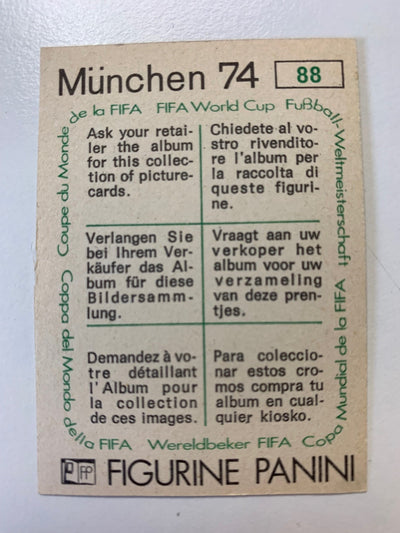 München 74 88
de la FIFA FIFA World Cup Fußball-Weltmeisterschaft
Ask your retai-
ler the album
for this collec-
tion of picture-
cards.
Chiedete al vo-
stro rivendito-
re l'album per
la raccolta di
queste figuri-
ne.
Verlangen Sie
bei Ihrem Ver-
käufer das Al-
bum für diese
Bildersamm-
lung.
Vraagt aan uw
verkoper het
album voor uw
verzameling
van deze pren-
tjes.
Demandez à vo-
tre détaillant
l'Album pour
la collection
de ces images.
Para coleccio-
nar estos cro-
mos compra tu
album en cual-
quier kiosko.
Coupe du Monde
Coppa del Mondo della FIFA Wereldbeker FIFA Copa Mundial de la FIFA
FP FIGURINE PANINI